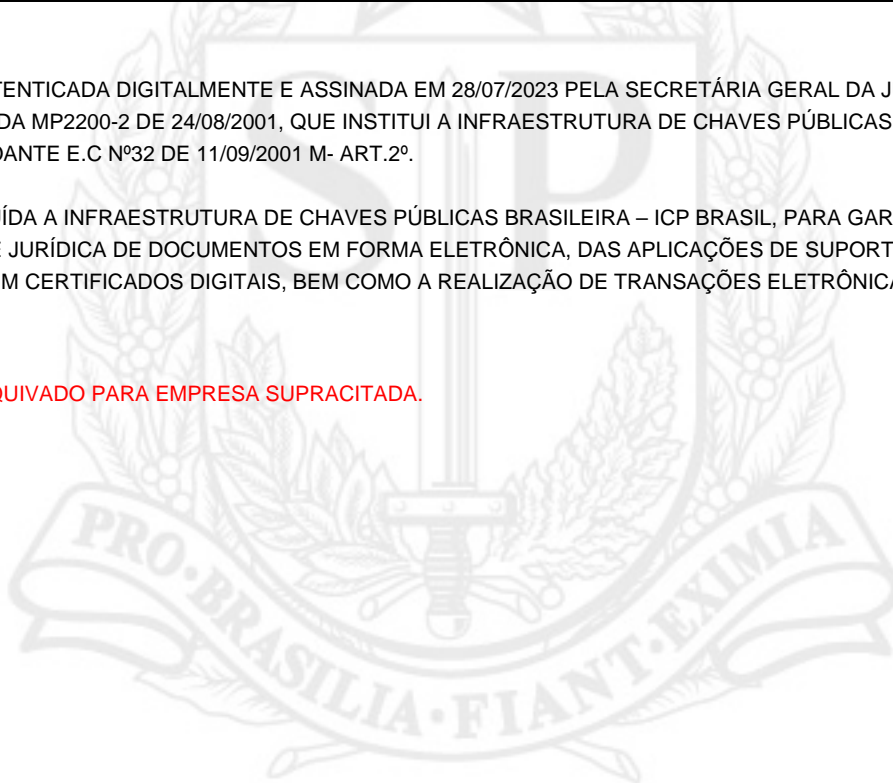 TENTICADA DIGITALMENTE E ASSINADA EM 28/07/2023 PELA SECRETÁRIA GERAL DA J
DA MP2200-2 DE 24/08/2001, QUE INSTITUI A INFRAESTRUTURA DE CHAVES PÚBLICAS
DANTE E.C Nº32 DE 11/09/2001 M- ART.2º.
ÍDA A INFRAESTRUTURA DE CHAVES PÚBLICAS BRASILEIRA – ICP BRASIL, PARA GAR
E JURÍDICA DE DOCUMENTOS EM FORMA ELETRÔNICA, DAS APLICAÇÕES DE SUPORT
M CERTIFICADOS DIGITAIS, BEM COMO A REALIZAÇÃO DE TRANSAÇÕES ELETRÔNICA
QUIVADO PARA EMPRESA SUPRACITADA.
SP
PRO·BRASILIA·FIANT·EXIMIA